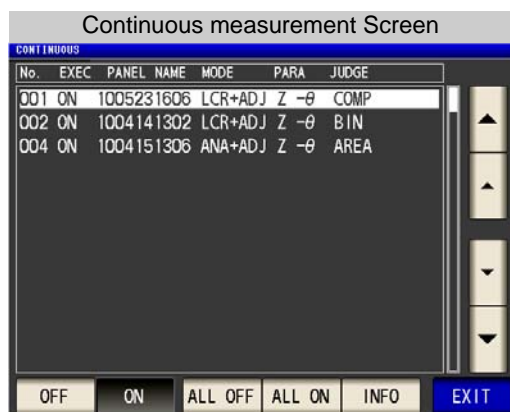 Continuous measurement Screen
CONTINUOUS
No. EXEC PANEL NAME MODE PARA JUDGE
001 ON 1005231606 LCR+ADJ Z -θ COMP
002 ON 1004141302 LCR+ADJ Z -θ BIN
004 ON 1004151306 ANA+ADJ Z -θ AREA
OFF ON ALL OFF ALL ON INFO EXIT